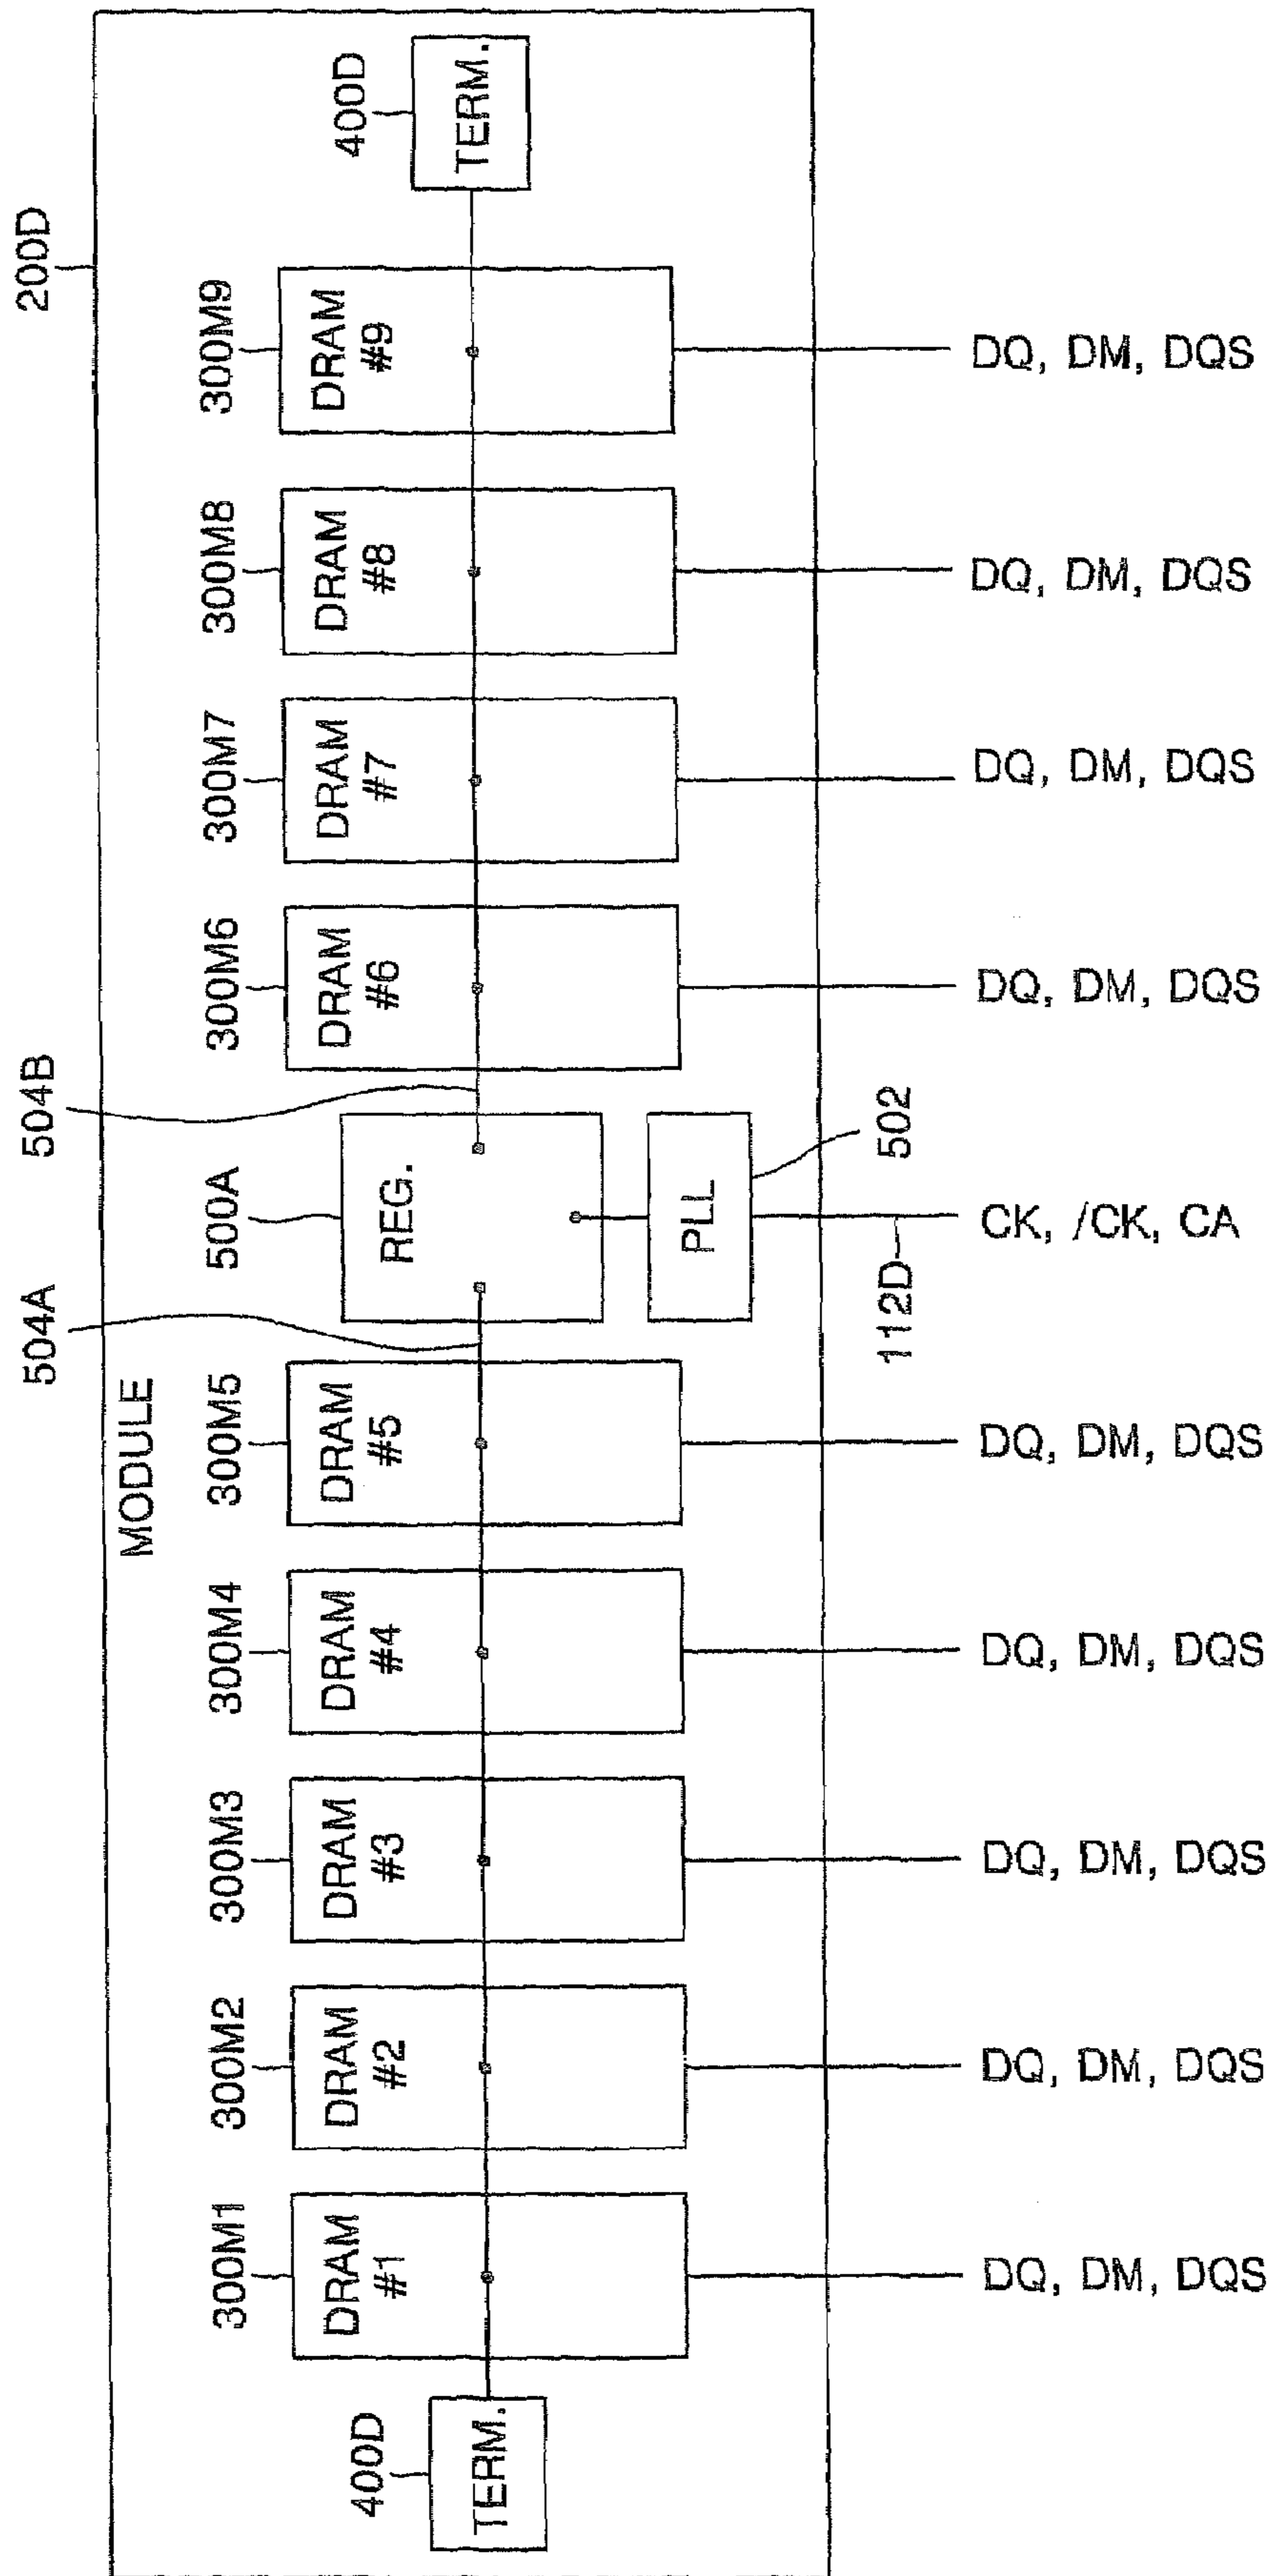 200D
MODULE
400D
TERM.
300M1
DRAM
#1
300M2
DRAM
#2
300M3
DRAM
#3
300M4
DRAM
#4
300M5
DRAM
#5
504A
500A
REG.
504B
PLL
502
112D
300M6
DRAM
#6
300M7
DRAM
#7
300M8
DRAM
#8
300M9
DRAM
#9
400D
TERM.
DQ, DM, DQS
DQ, DM, DQS
DQ, DM, DQS
DQ, DM, DQS
DQ, DM, DQS
CK, /CK, CA
DQ, DM, DQS
DQ, DM, DQS
DQ, DM, DQS
DQ, DM, DQS